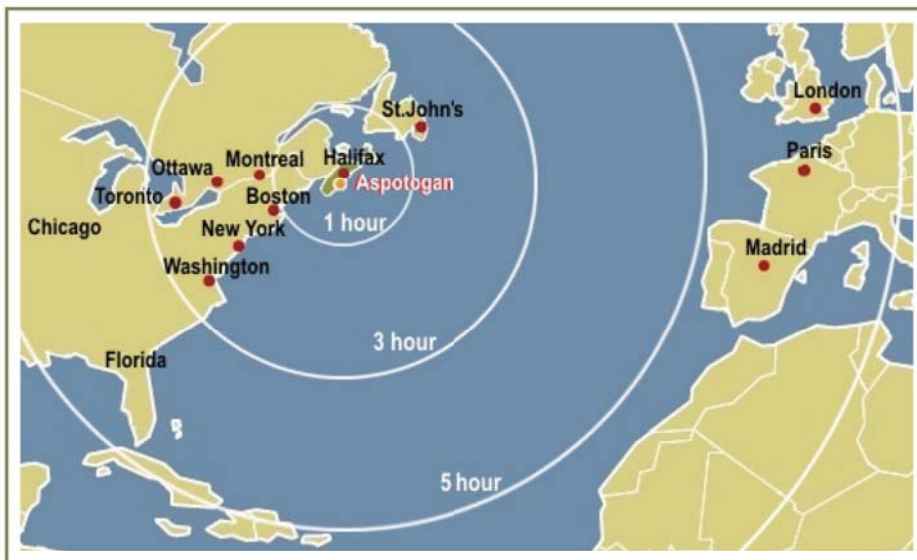 St.John's
London
Ottawa
Montreal
Halifax
Paris
Toronto
Boston
Aspotogan
Chicago
New York
1 hour
Washington
Madrid
Florida
3 hour
5 hour